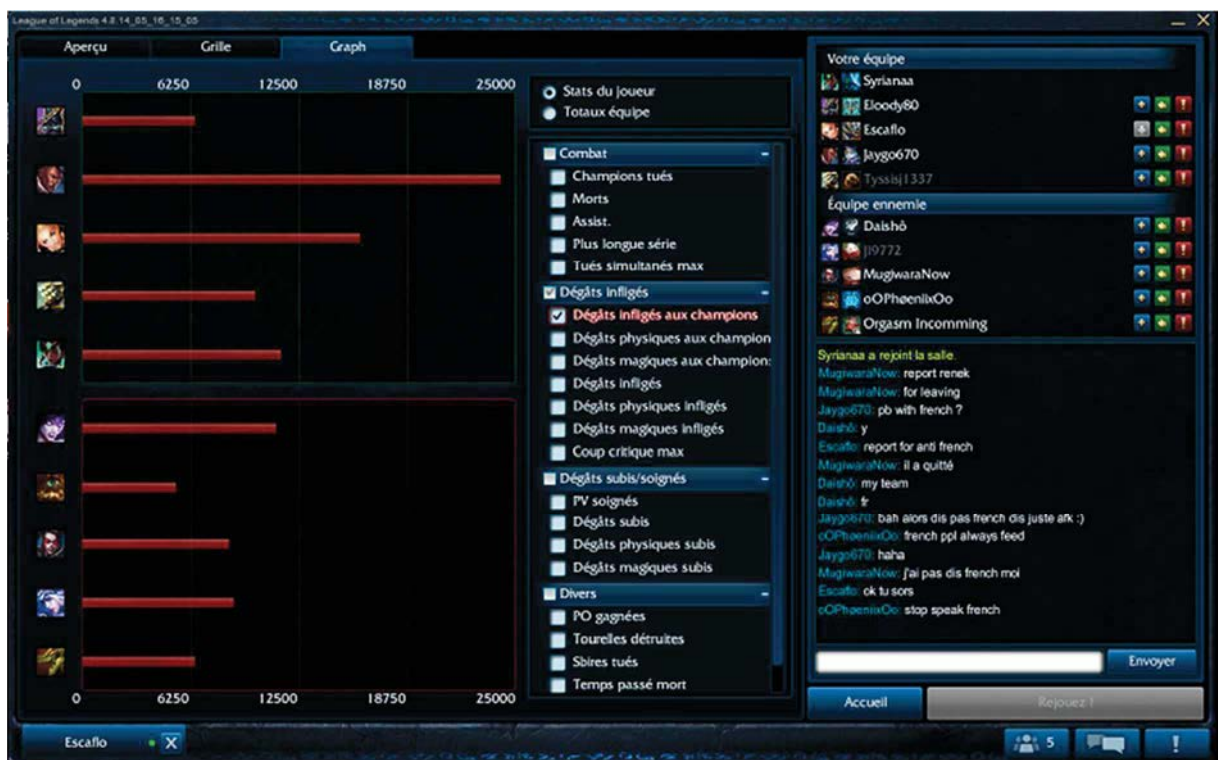 League of Legends 4.8.14_05_16_15_05
Aperçu
Grille
Graph
0 6250 12500 18750 25000
0 6250 12500 18750 25000
Stats du joueur
Totaux équipe
Combat
Champions tués
Morts
Assist.
Plus longue série
Tués simultanés max
Dégâts infligés
Dégâts infligés aux champions
Dégâts physiques aux champion
Dégâts magiques aux champion
Dégâts infligés
Dégâts physiques infligés
Dégâts magiques infligés
Coup critique max
Dégâts subis/soignés
PV soignés
Dégâts subis
Dégâts physiques subis
Dégâts magiques subis
Divers
PO gagnées
Tourelles détruites
Sbires tués
Temps passé mort
Votre équipe
Syrianaa
Eloody80
Escaflo
Jaygo670
Tyssisj1337
Équipe ennemie
Daishô
Jl9772
MugiwaraNow
oOPhøeniixOo
Orgasm Incomming
Syrianaa a rejoint la salle.
MugiwaraNow: report renek
MugiwaraNow: for leaving
Jaygo670: pb with french ?
Daishô: y
Escaflo: report for anti french
MugiwaraNow: il a quitté
Daishô: my team
Daishô: fr
Jaygo670: bah alors dis pas french dis juste afk :)
oOPhøeniixOo: french ppl always feed
Jaygo670: haha
MugiwaraNow: j'ai pas dis french moi
Escaflo: ok tu sors
oOPhøeniixOo: stop speak french
Envoyer
Accueil
Rejouez !
Escaflo
5